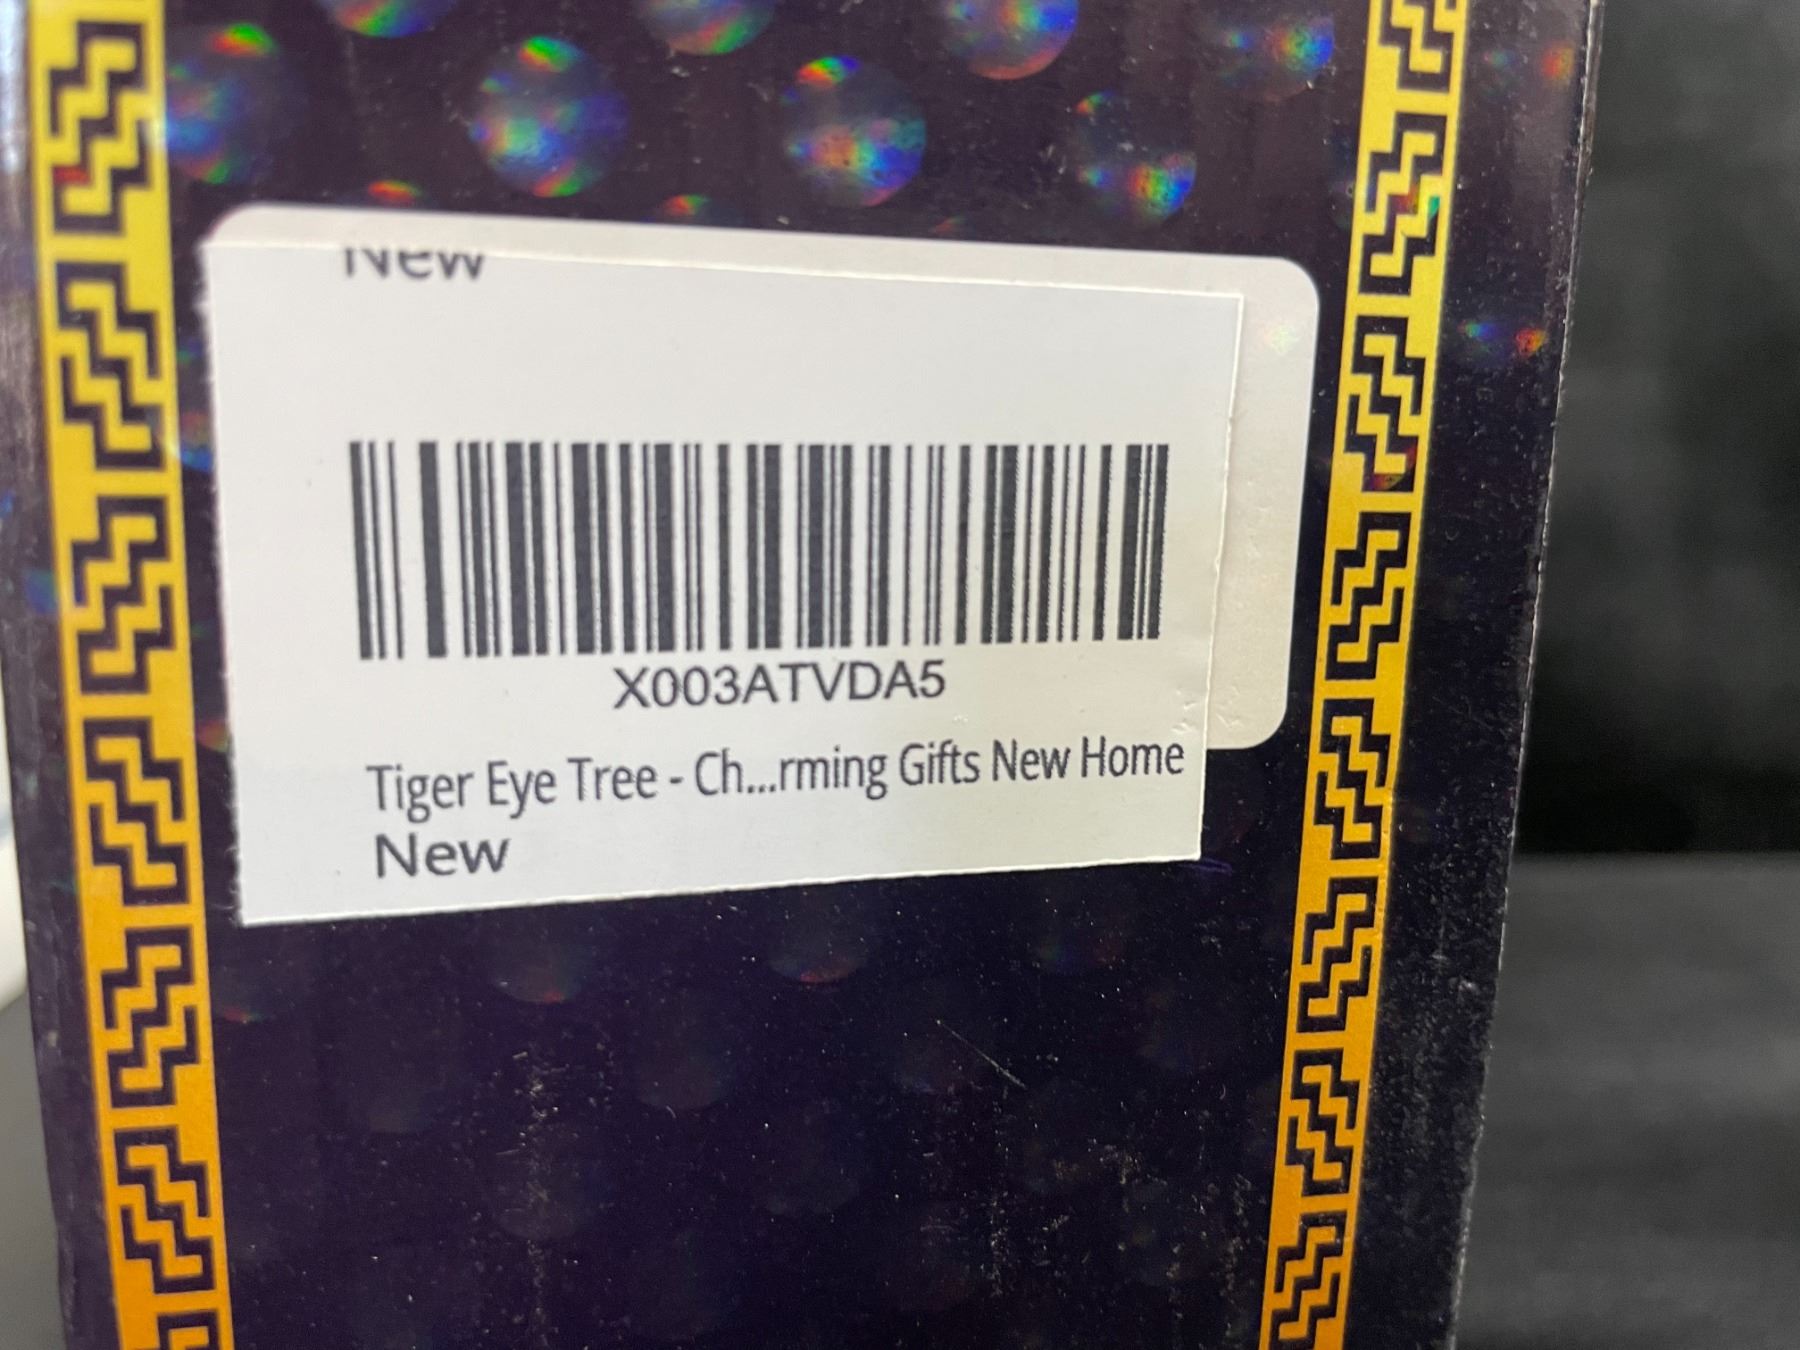 New
X003ATVDA5
Tiger Eye Tree - Ch...rming Gifts New Home
New